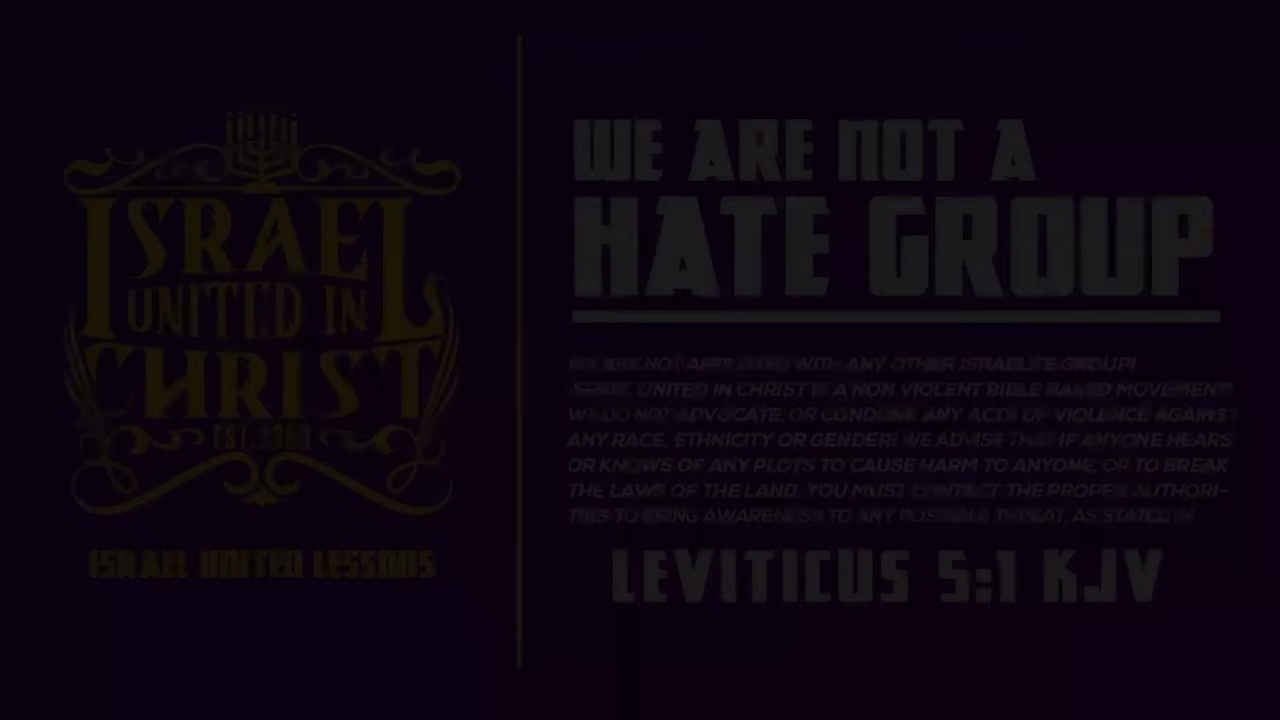 ISRAEL
UNITED IN
CHRIST
EST. 2003
ISRAEL UNITED LESSONS
WE ARE NOT A
HATE GROUP
WE ARE NOT AFFILIATED WITH ANY OTHER ISRAELITE GROUP!
ISRAEL UNITED IN CHRIST IS A NON VIOLENT BIBLE BASED MOVEMENT
WE DO NOT ADVOCATE OR CONDONE ANY ACTS OF VIOLENCE AGAINST
ANY RACE, ETHNICITY OR GENDER! WE ADVISE THAT IF ANYONE HEARS
OR KNOWS OF ANY PLOTS TO CAUSE HARM TO ANYONE, OR TO BREAK
THE LAWS OF THE LAND, YOU MUST CONTACT THE PROPER AUTHORI-
TIES TO BRING AWARENESS TO ANY POSSIBLE THREAT, AS STATED IN
LEVITICUS 5:1 KJV